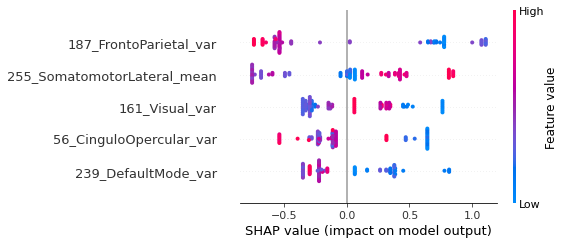 High
187_FrontoParietal_var
255_SomatomotorLateral_mean
161_Visual_var
56_CinguloOpercular_var
239_DefaultMode_var
Feature value
Low
−0.5 0.0 0.5 1.0
SHAP value (impact on model output)